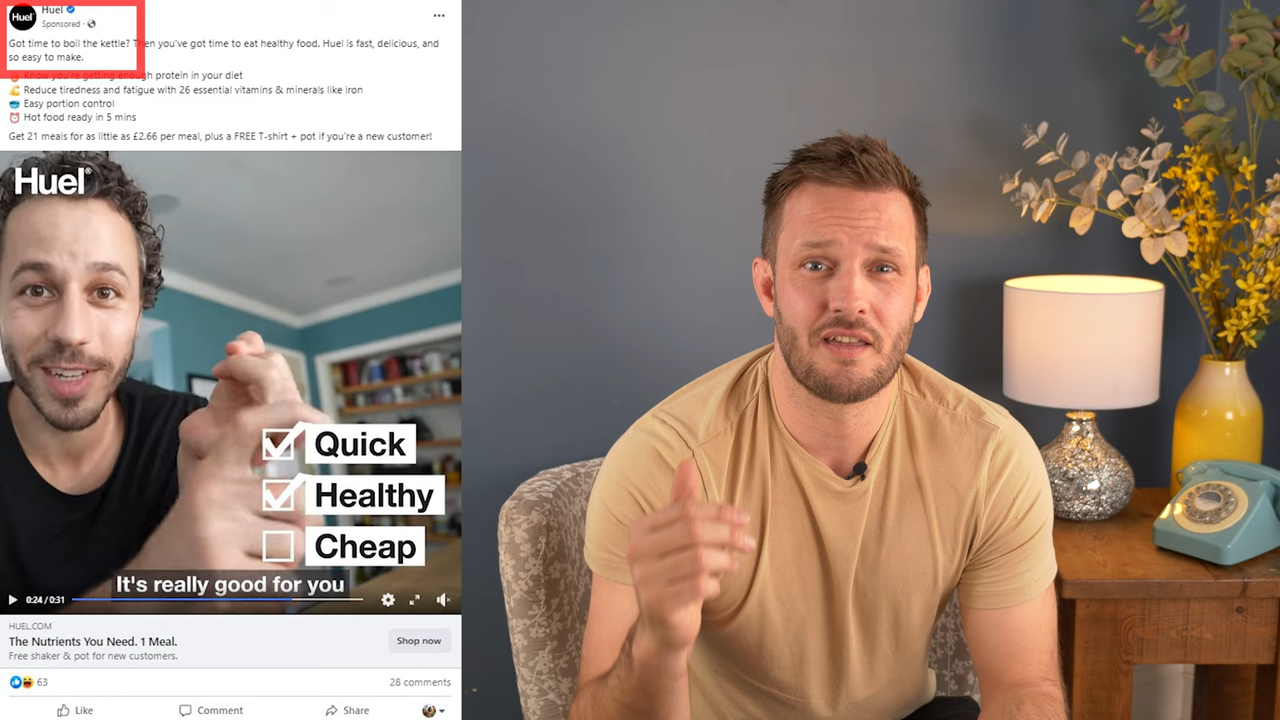 Huel
Huel
Sponsored ·
Got time to boil the kettle? Then you've got time to eat healthy food. Huel is fast, delicious, and
so easy to make.
Know you're getting enough protein in your diet
Reduce tiredness and fatigue with 26 essential vitamins & minerals like iron
Easy portion control
Hot food ready in 5 mins
Get 21 meals for as little as £2.66 per meal, plus a FREE T-shirt + pot if you're a new customer!
Huel®
Quick
Healthy
Cheap
It's really good for you
0:24 / 0:31
HUEL.COM
The Nutrients You Need. 1 Meal.
Shop now
Free shaker & pot for new customers.
63
28 comments
Like
Comment
Share